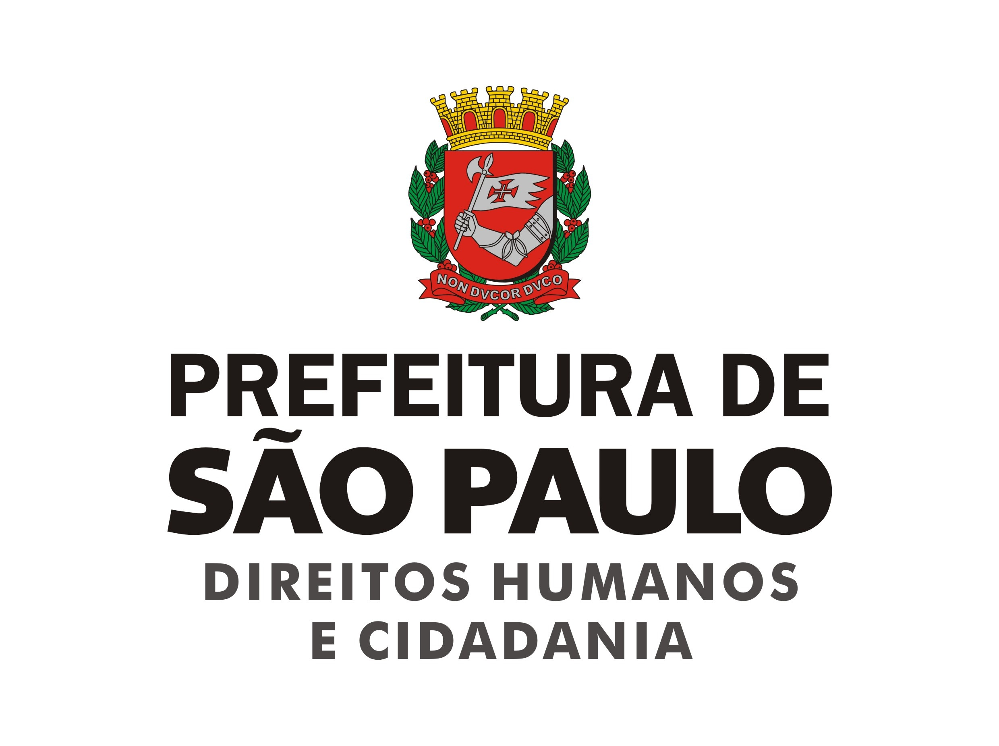 NON DVCOR DVCO
PREFEITURA DE
SÃO PAULO
DIREITOS HUMANOS
E CIDADANIA